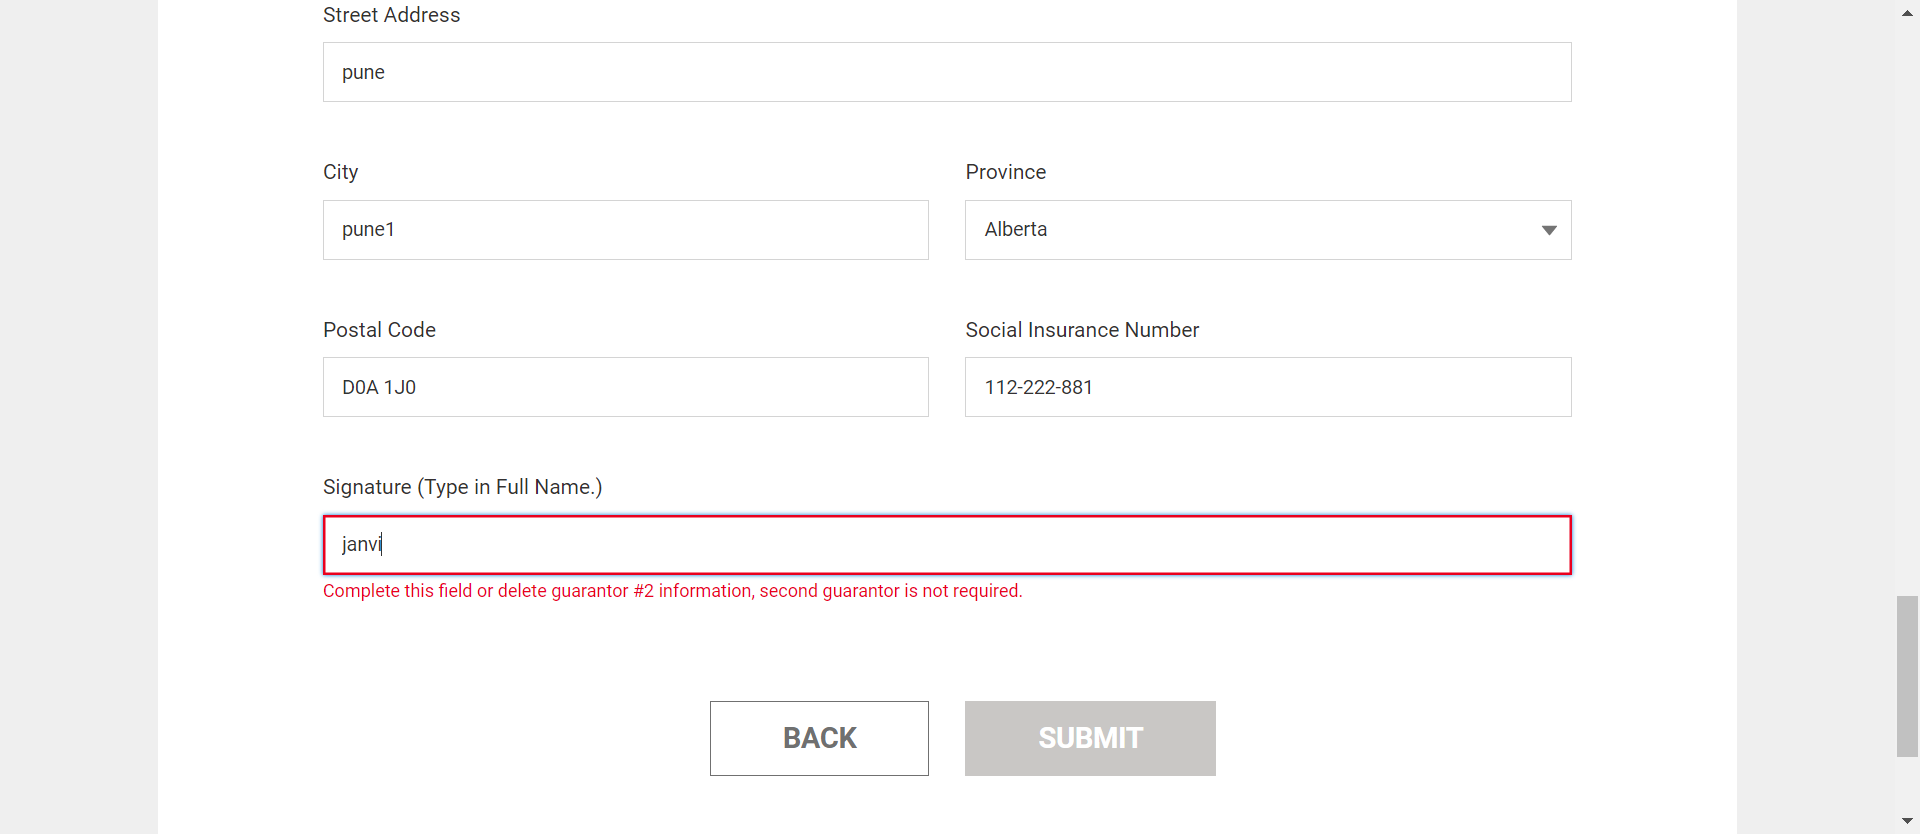 Street Address
pune
City
Province
pune1
Alberta
Postal Code
Social Insurance Number
D0A 1J0
112-222-881
Signature (Type in Full Name.)
janvi
Complete this field or delete guarantor #2 information, second guarantor is not required.
BACK
SUBMIT